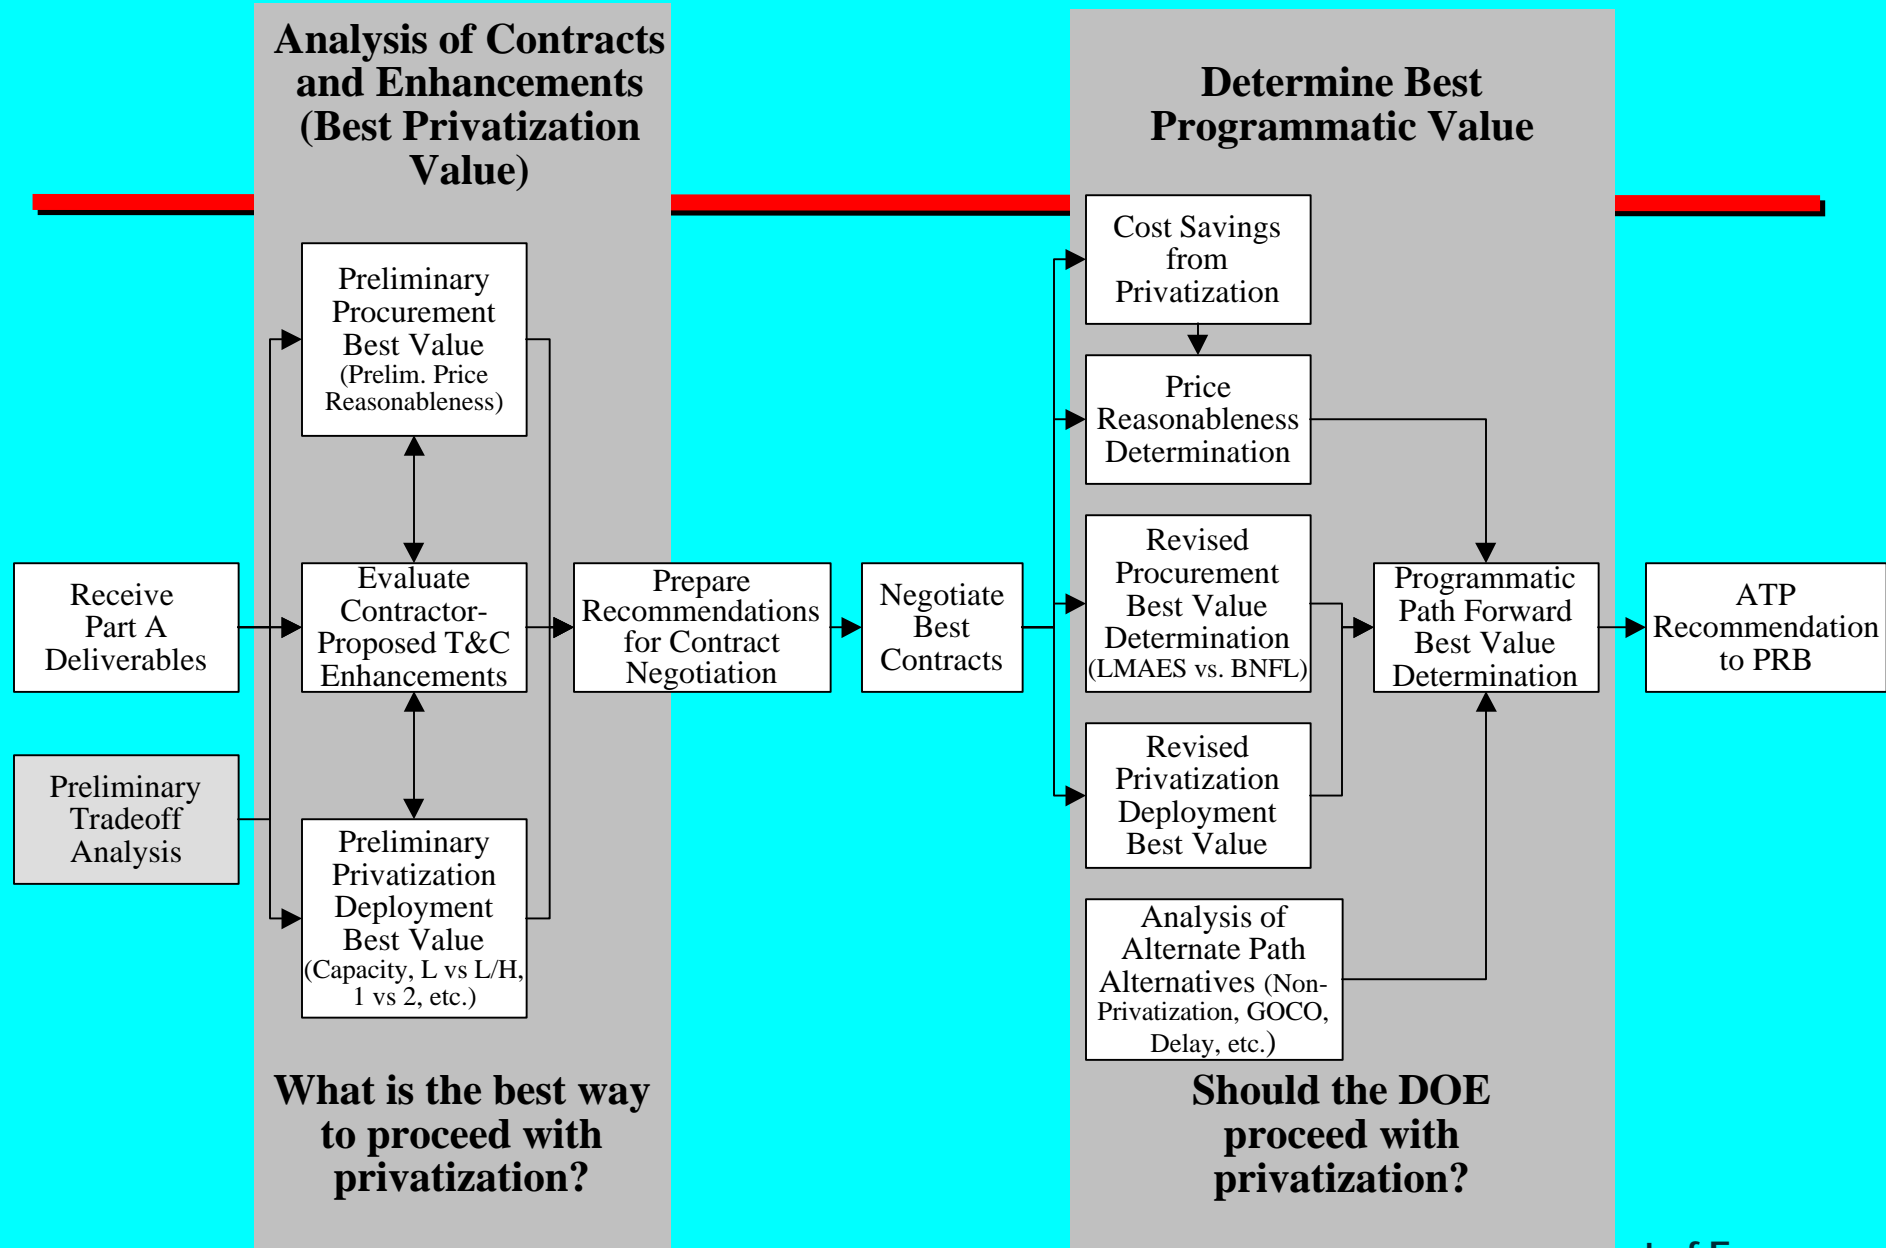 Analysis of Contracts
and Enhancements
(Best Privatization
Value)
Determine Best
Programmatic Value
Receive
Part A
Deliverables
Preliminary
Tradeoff
Analysis
Preliminary
Procurement
Best Value
(Prelim. Price
Reasonableness)
Evaluate
Contractor-
Proposed T&C
Enhancements
Preliminary
Privatization
Deployment
Best Value
(Capacity, L vs L/H,
1 vs 2, etc.)
Prepare
Recommendations
for Contract
Negotiation
Negotiate
Best
Contracts
Cost Savings
from
Privatization
Price
Reasonableness
Determination
Revised
Procurement
Best Value
Determination
(LMAES vs. BNFL)
Revised
Privatization
Deployment
Best Value
Analysis of
Alternate Path
Alternatives (Non-
Privatization, GOCO,
Delay, etc.)
Programmatic
Path Forward
Best Value
Determination
ATP
Recommendation
to PRB
What is the best way
to proceed with
privatization?
Should the DOE
proceed with
privatization?